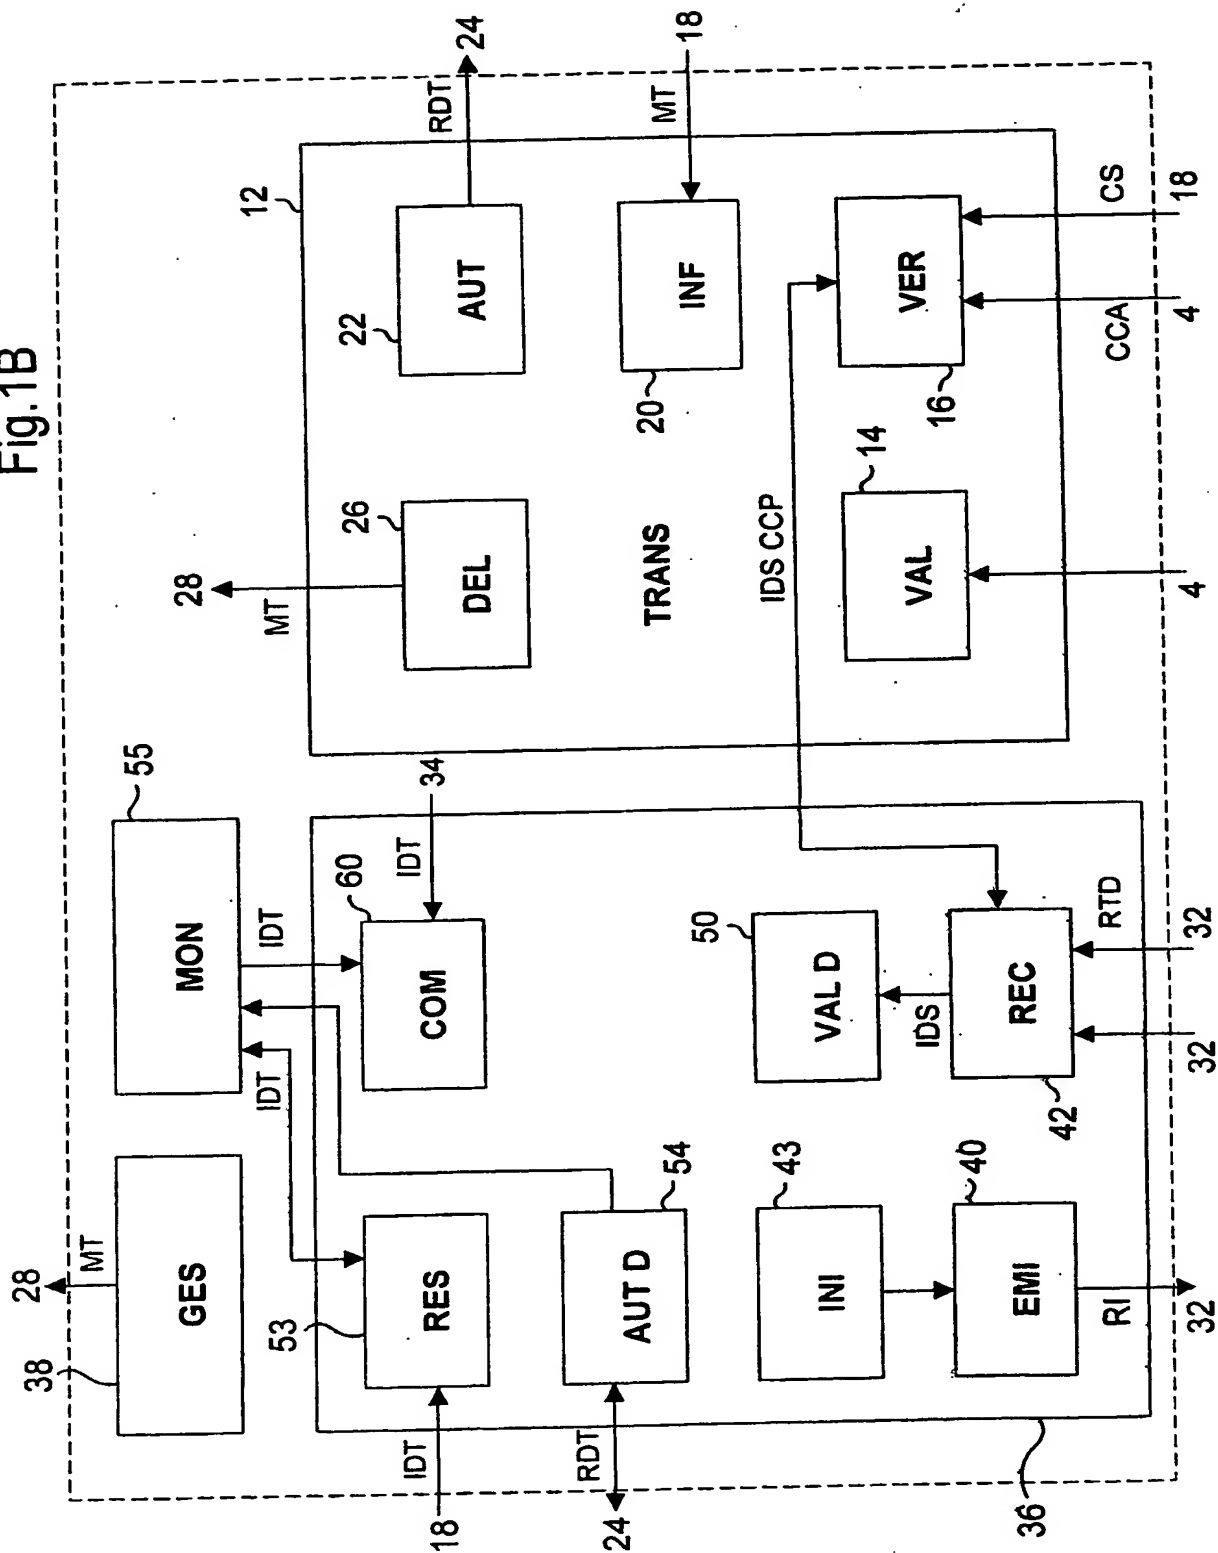 Fig.1B
28
MT
38
GES
IDT
MON
55
IDT
18
IDT
53
RES
60
COM
IDT
34
24
RDT
AUT D
54
INI
43
EMI
40
RI
32
VAL D
50
IDS
REC
42
32
RTD
32
36
IDS CCP
28
MT
26
DEL
TRANS
12
22
AUT
RDT
24
20
INF
MT
18
VAL
14
4
VER
16
CCA
4
CS
18